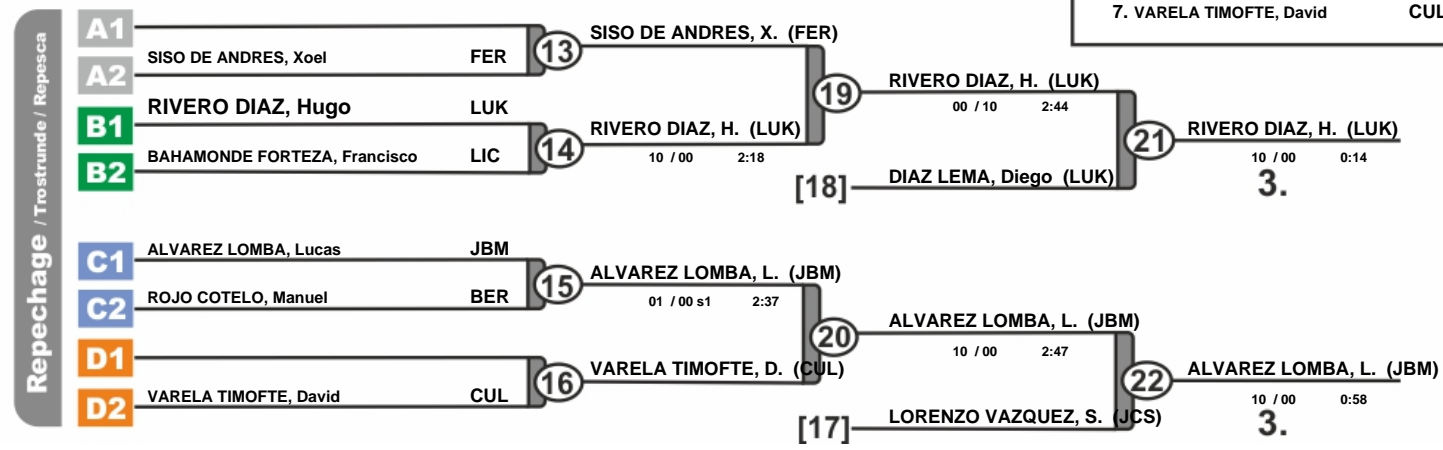 7. VARELA TIMOFTE, David CUL
Repechage / Trostrunde / Repesca
A1
SISO DE ANDRES, Xoel FER
A2
13
SISO DE ANDRES, X. (FER)
B1
RIVERO DIAZ, Hugo LUK
BAHAMONDE FORTEZA, Francisco LIC
B2
14
RIVERO DIAZ, H. (LUK)
10 / 00 2:18
19
RIVERO DIAZ, H. (LUK)
00 / 10 2:44
[18]
DIAZ LEMA, Diego (LUK)
21
RIVERO DIAZ, H. (LUK)
10 / 00 0:14
3.
C1
ALVAREZ LOMBA, Lucas JBM
C2
ROJO COTELO, Manuel BER
15
ALVAREZ LOMBA, L. (JBM)
01 / 00 s1 2:37
D1
VARELA TIMOFTE, David CUL
D2
16
VARELA TIMOFTE, D. (CUL)
20
ALVAREZ LOMBA, L. (JBM)
10 / 00 2:47
[17]
LORENZO VAZQUEZ, S. (JCS)
22
ALVAREZ LOMBA, L. (JBM)
10 / 00 0:58
3.